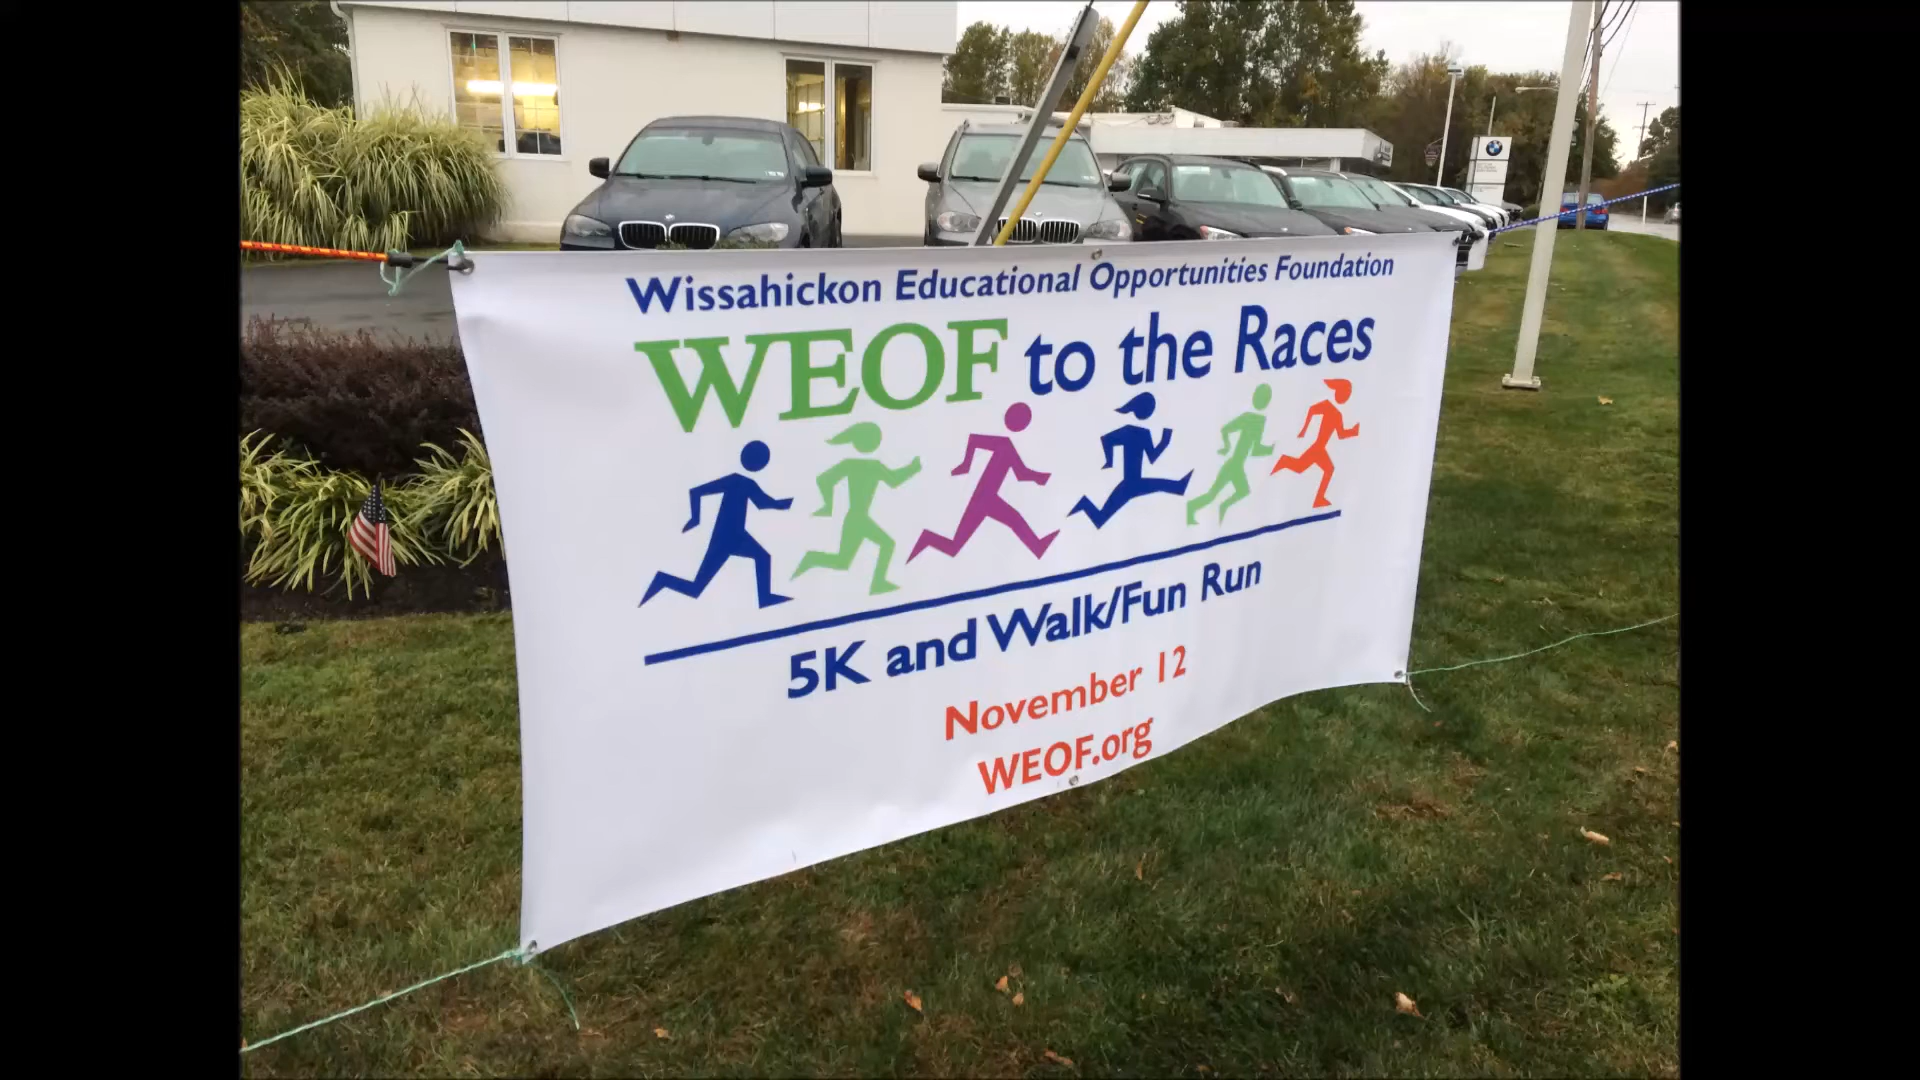 Wissahickon Educational Opportunities Foundation
WEOF to the Races
5K and Walk/Fun Run
November 12
WEOF.org